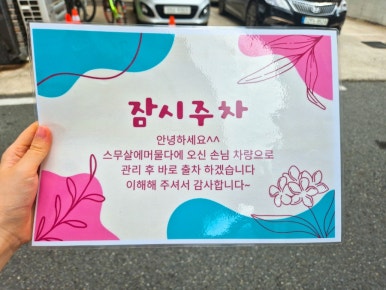 잠시주차
안녕하세요^^
스무살에머물다에 오신 손님 차량으로
관리 후 바로 출차 하겠습니다
이해해 주셔서 감사합니다~